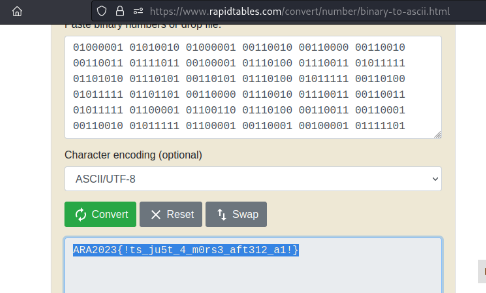 https://www.rapidtables.com/convert/number/binary-to-ascii.html
Paste binary numbers or drop file:
01000001 01010010 01000001 00110010 00110000 00110010
00110011 01111011 00100001 01110100 01110011 01011111
01101010 01110101 00110101 01110100 01011111 00110100
01011111 01101101 00110000 01110010 01110011 00110011
01011111 01100001 01100110 01110100 00110011 00110001
00110010 01011111 01100001 00110001 00100001 01111101
Character encoding (optional)
ASCII/UTF-8
Convert Reset Swap
ARA2023{!ts_ju5t_4_m0rs3_aft312_a1!}